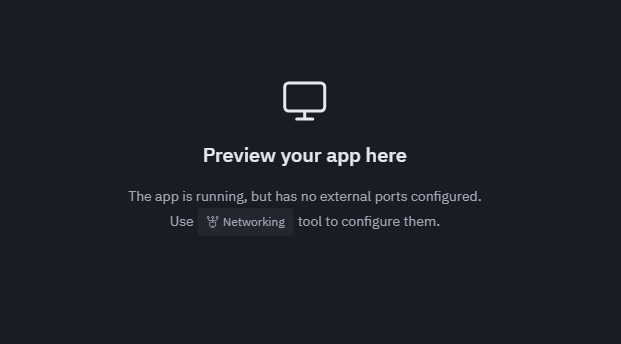 Preview your app here
The app is running, but has no external ports configured.
Use Networking tool to configure them.